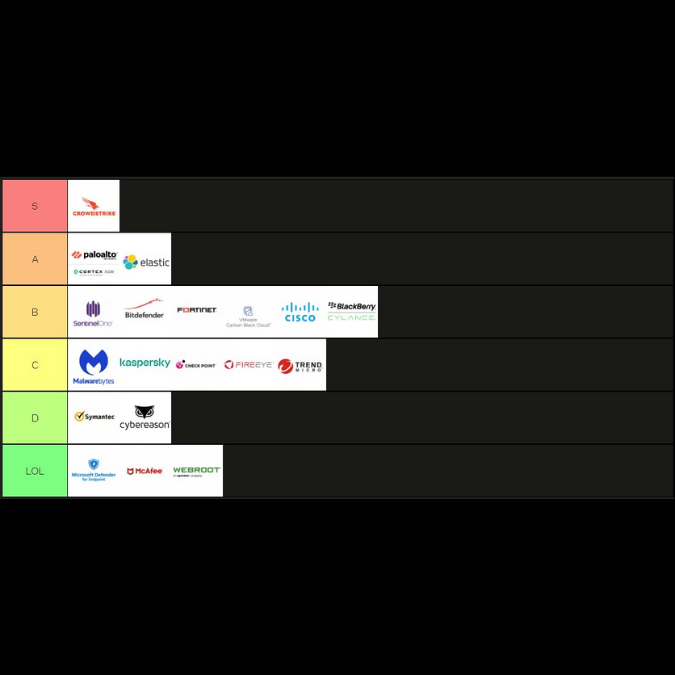 S
CROWDSTRIKE
A
paloalto
CORTEX XDR
elastic
B
SentinelOne
Bitdefender
FORTINET
VMware
Carbon Black Cloud
CISCO
BlackBerry
CYLANCE
C
Malwarebytes
kaspersky
CHECK POINT
FIREEYE
TREND
MICRO
D
Symantec
cybereason
LOL
Microsoft Defender
for Endpoint
McAfee
WEBROOT